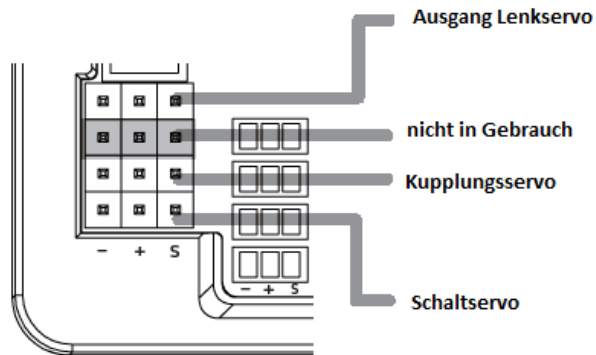 Ausgang Lenkservo
nicht in Gebrauch
Kupplungsservo
- + S
- + S
Schaltservo